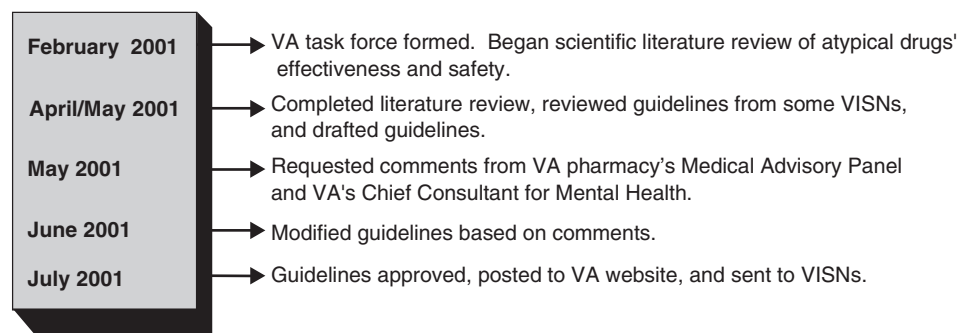 February 2001
VA task force formed. Began scientific literature review of atypical drugs'
effectiveness and safety.
April/May 2001
Completed literature review, reviewed guidelines from some VISNs,
and drafted guidelines.
May 2001
Requested comments from VA pharmacy's Medical Advisory Panel
and VA's Chief Consultant for Mental Health.
June 2001
Modified guidelines based on comments.
July 2001
Guidelines approved, posted to VA website, and sent to VISNs.